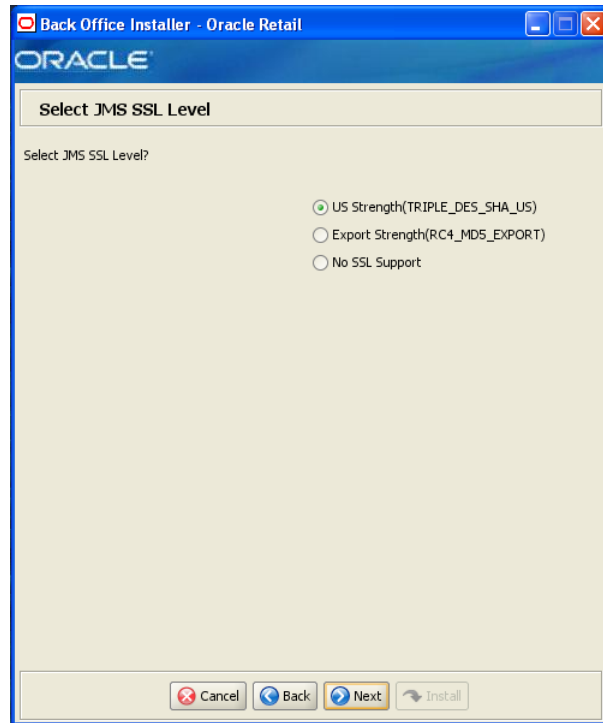 Back Office Installer - Oracle Retail
ORACLE
Select JMS SSL Level
Select JMS SSL Level?
US Strength(TRIPLE_DES_SHA_US)
Export Strength(RC4_MD5_EXPORT)
No SSL Support
Cancel Back Next Install